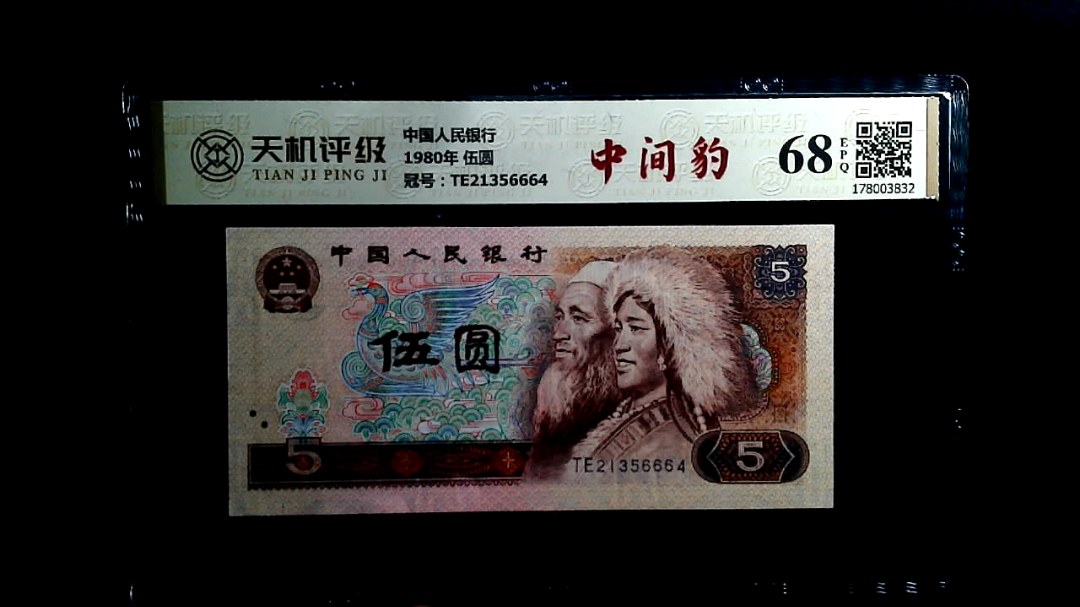 天机评级
TIAN JI PING JI
中国人民银行
1980年 伍圆
冠号：TE21356664
中间豹
68
EPQ
178003832
中国人民银行
5
伍圆
5
TE21356664
5